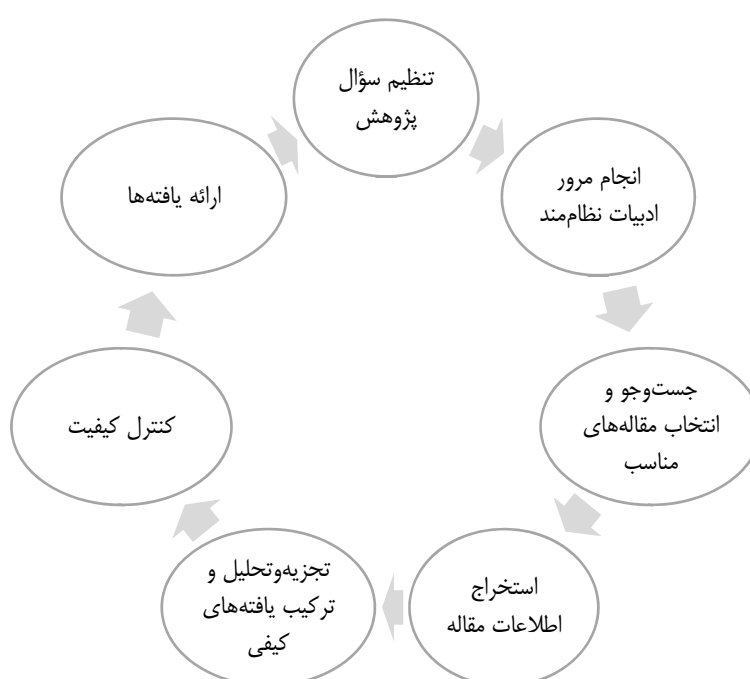 تنظیم سؤال
پژوهش
انجام مرور
ادبیات نظام‌مند
جست‌وجو و
انتخاب مقاله‌های
مناسب
استخراج
اطلاعات مقاله
تجزیه‌وتحلیل و
ترکیب یافته‌های
کیفی
کنترل کیفیت
ارائه یافته‌ها